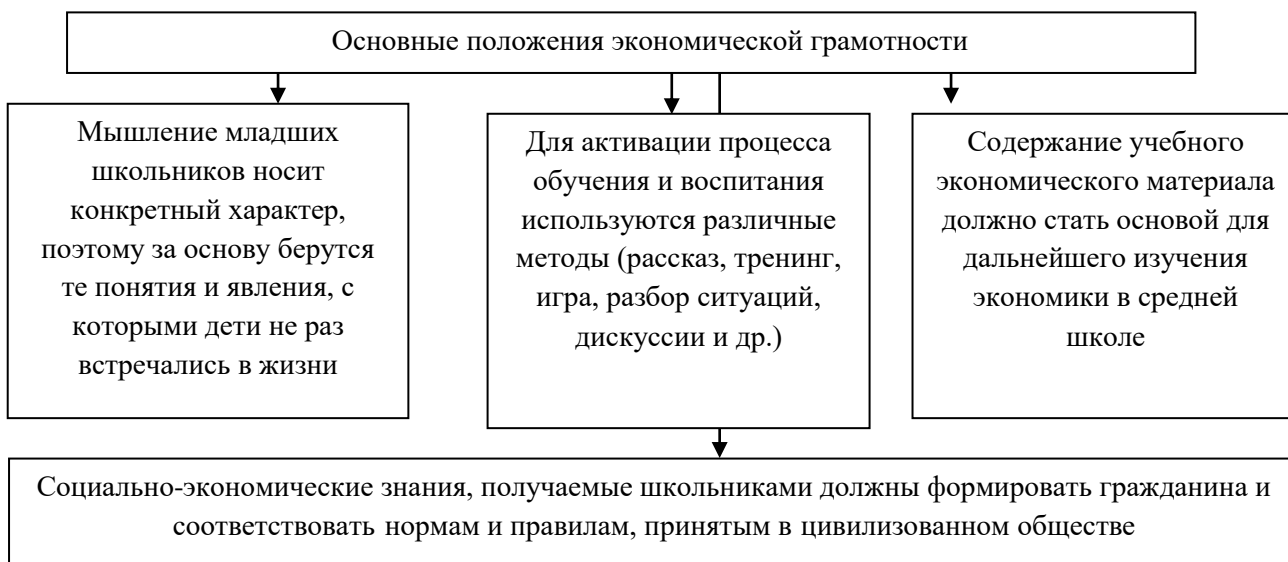 Основные положения экономической грамотности
Мышление младших
школьников носит
конкретный характер,
поэтому за основу берутся
те понятия и явления, с
которыми дети не раз
встречались в жизни
Для активации процесса
обучения и воспитания
используются различные
методы (рассказ, тренинг,
игра, разбор ситуаций,
дискуссии и др.)
Содержание учебного
экономического материала
должно стать основой для
дальнейшего изучения
экономики в средней
школе
Социально-экономические знания, получаемые школьниками должны формировать гражданина и
соответствовать нормам и правилам, принятым в цивилизованном обществе